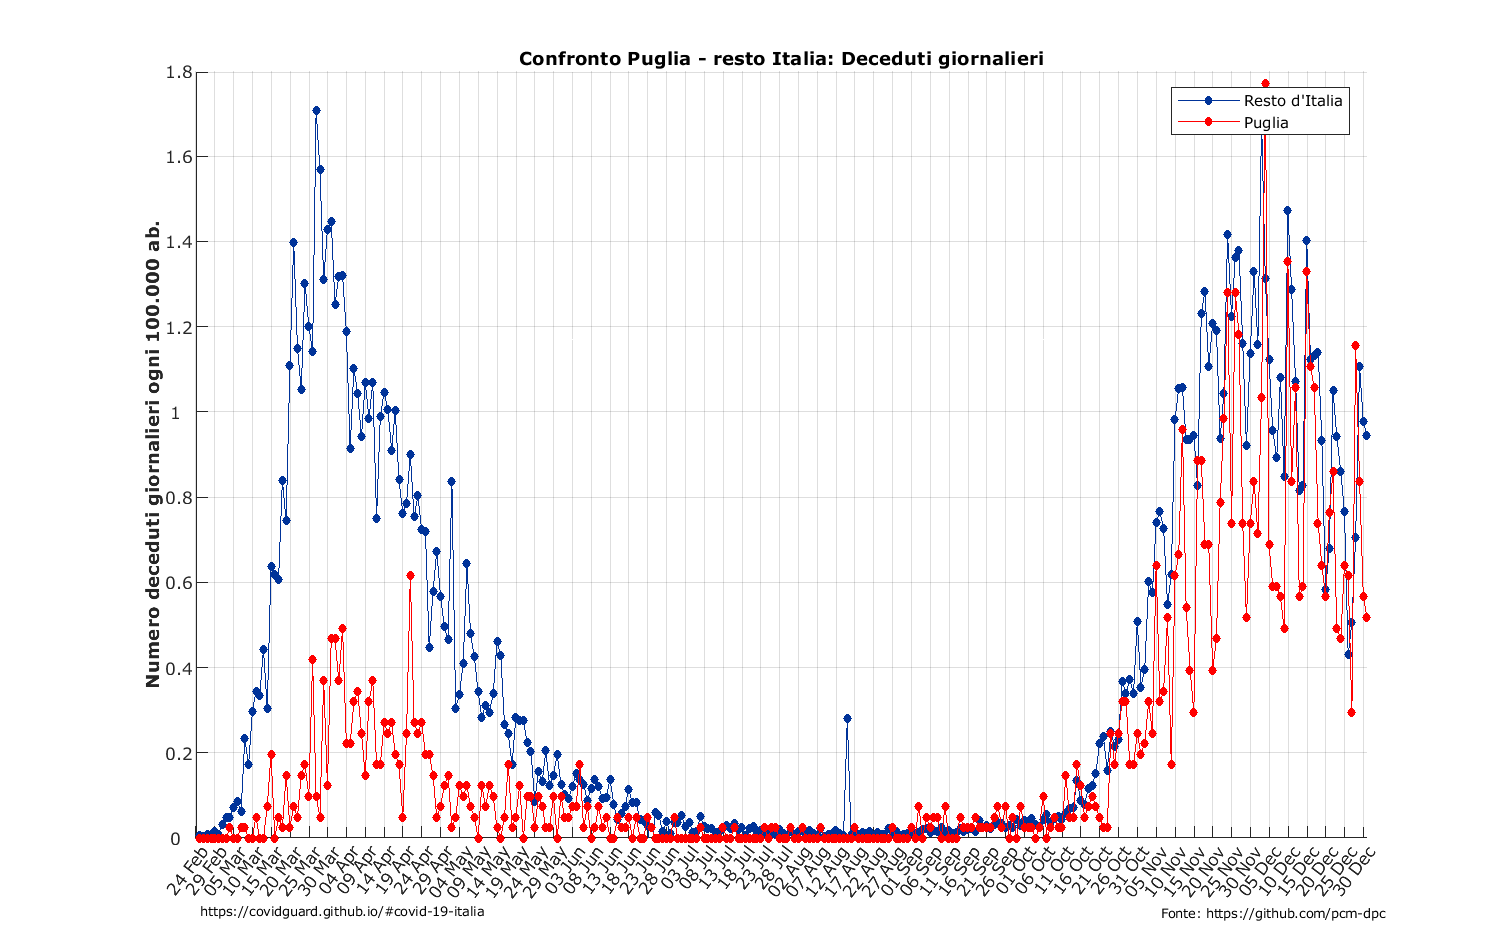 Confronto Puglia - resto Italia: Deceduti giornalieri
Numero deceduti giornalieri ogni 100.000 ab.
1.8
1.6
1.4
1.2
1
0.8
0.6
0.4
0.2
0
Resto d'Italia
Puglia
24 Feb
29 Feb
05 Mar
10 Mar
15 Mar
20 Mar
25 Mar
30 Mar
04 Apr
09 Apr
14 Apr
19 Apr
24 Apr
29 Apr
04 May
09 May
14 May
19 May
24 May
29 May
03 Jun
08 Jun
13 Jun
18 Jun
23 Jun
28 Jun
03 Jul
08 Jul
13 Jul
18 Jul
23 Jul
28 Jul
02 Aug
07 Aug
12 Aug
17 Aug
22 Aug
27 Aug
01 Sep
06 Sep
11 Sep
16 Sep
21 Sep
26 Sep
01 Oct
06 Oct
11 Oct
16 Oct
21 Oct
26 Oct
31 Oct
05 Nov
10 Nov
15 Nov
20 Nov
25 Nov
30 Nov
05 Dec
10 Dec
15 Dec
20 Dec
25 Dec
30 Dec
https://covidguard.github.io/#covid-19-italia
Fonte: https://github.com/pcm-dpc